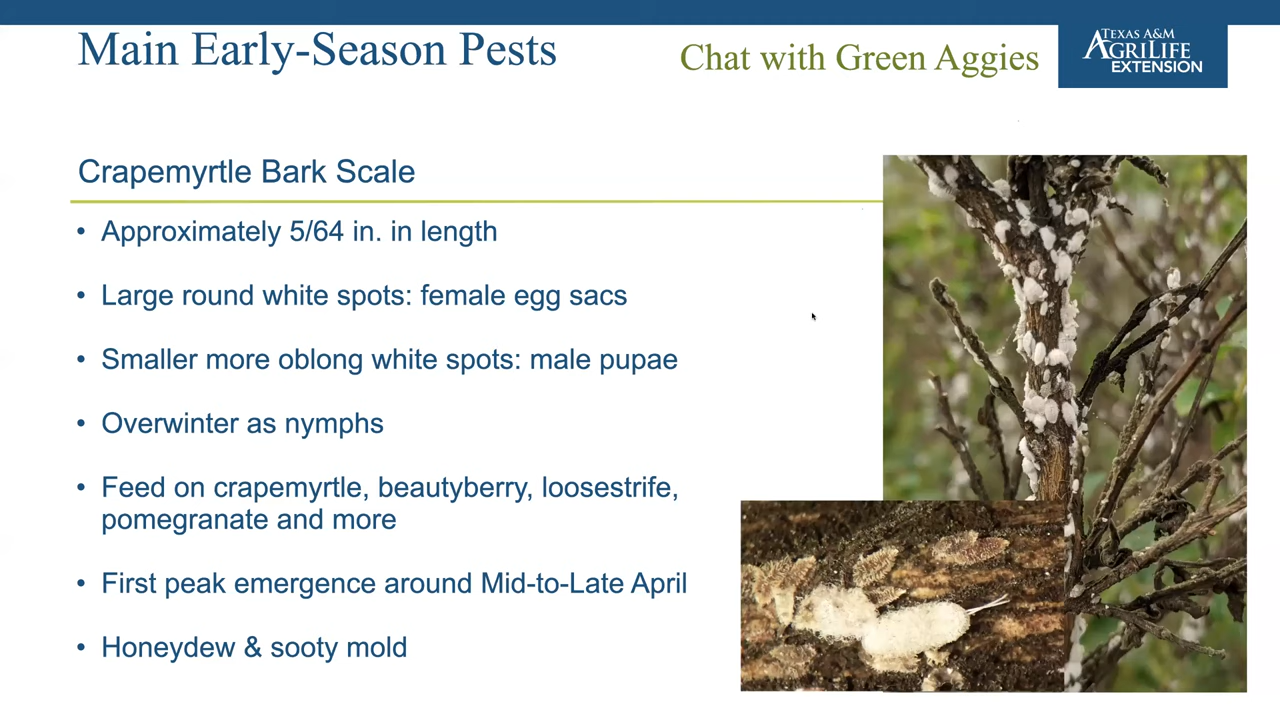 Main Early-Season Pests
Chat with Green Aggies
TEXAS A&M
AGRILIFE
EXTENSION
Crapemyrtle Bark Scale
• Approximately 5/64 in. in length
• Large round white spots: female egg sacs
• Smaller more oblong white spots: male pupae
• Overwinter as nymphs
• Feed on crapemyrtle, beautyberry, loosestrife,
pomegranate and more
• First peak emergence around Mid-to-Late April
• Honeydew & sooty mold